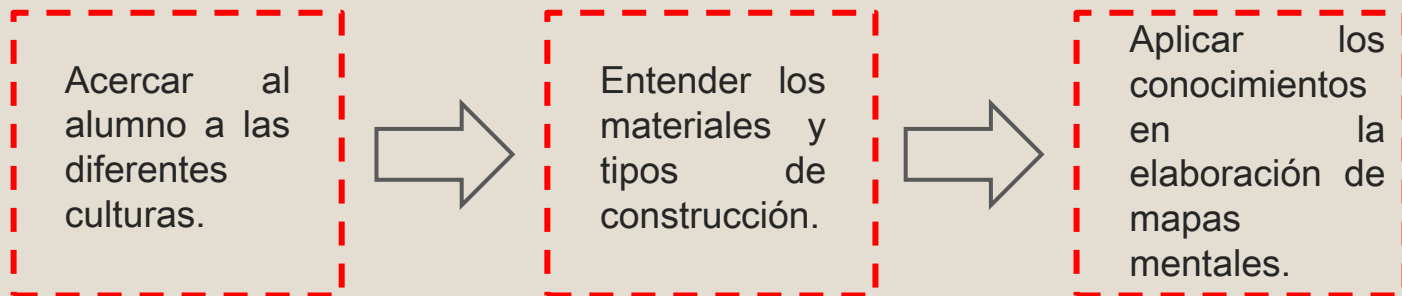 Acercar al
alumno a las
diferentes
culturas.
Entender los
materiales y
tipos de
construcción.
Aplicar los
conocimientos
en la
elaboración de
mapas
mentales.